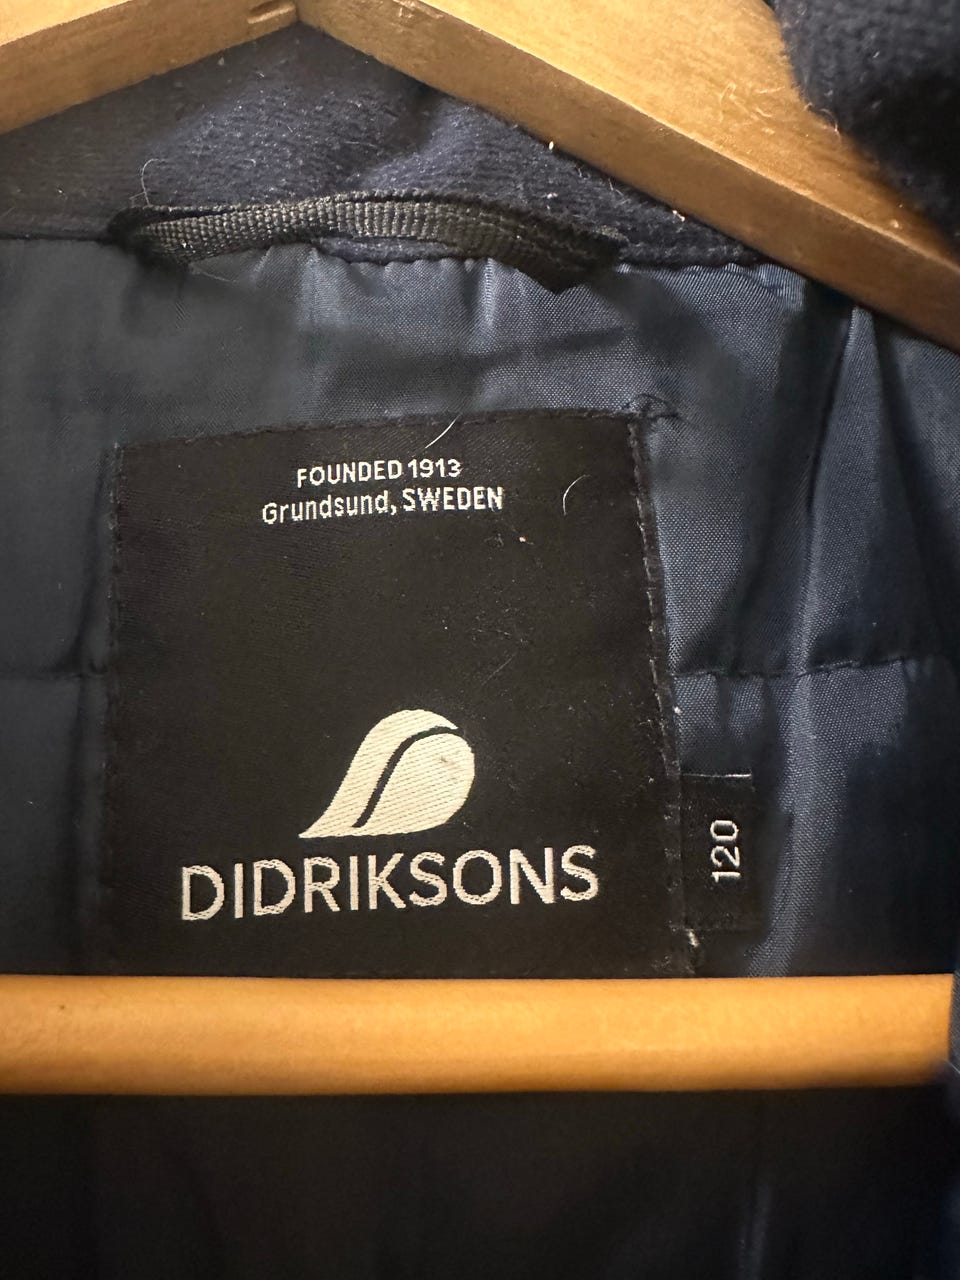 FOUNDED 1913
Grundsund, SWEDEN
DIDRIKSONS
120